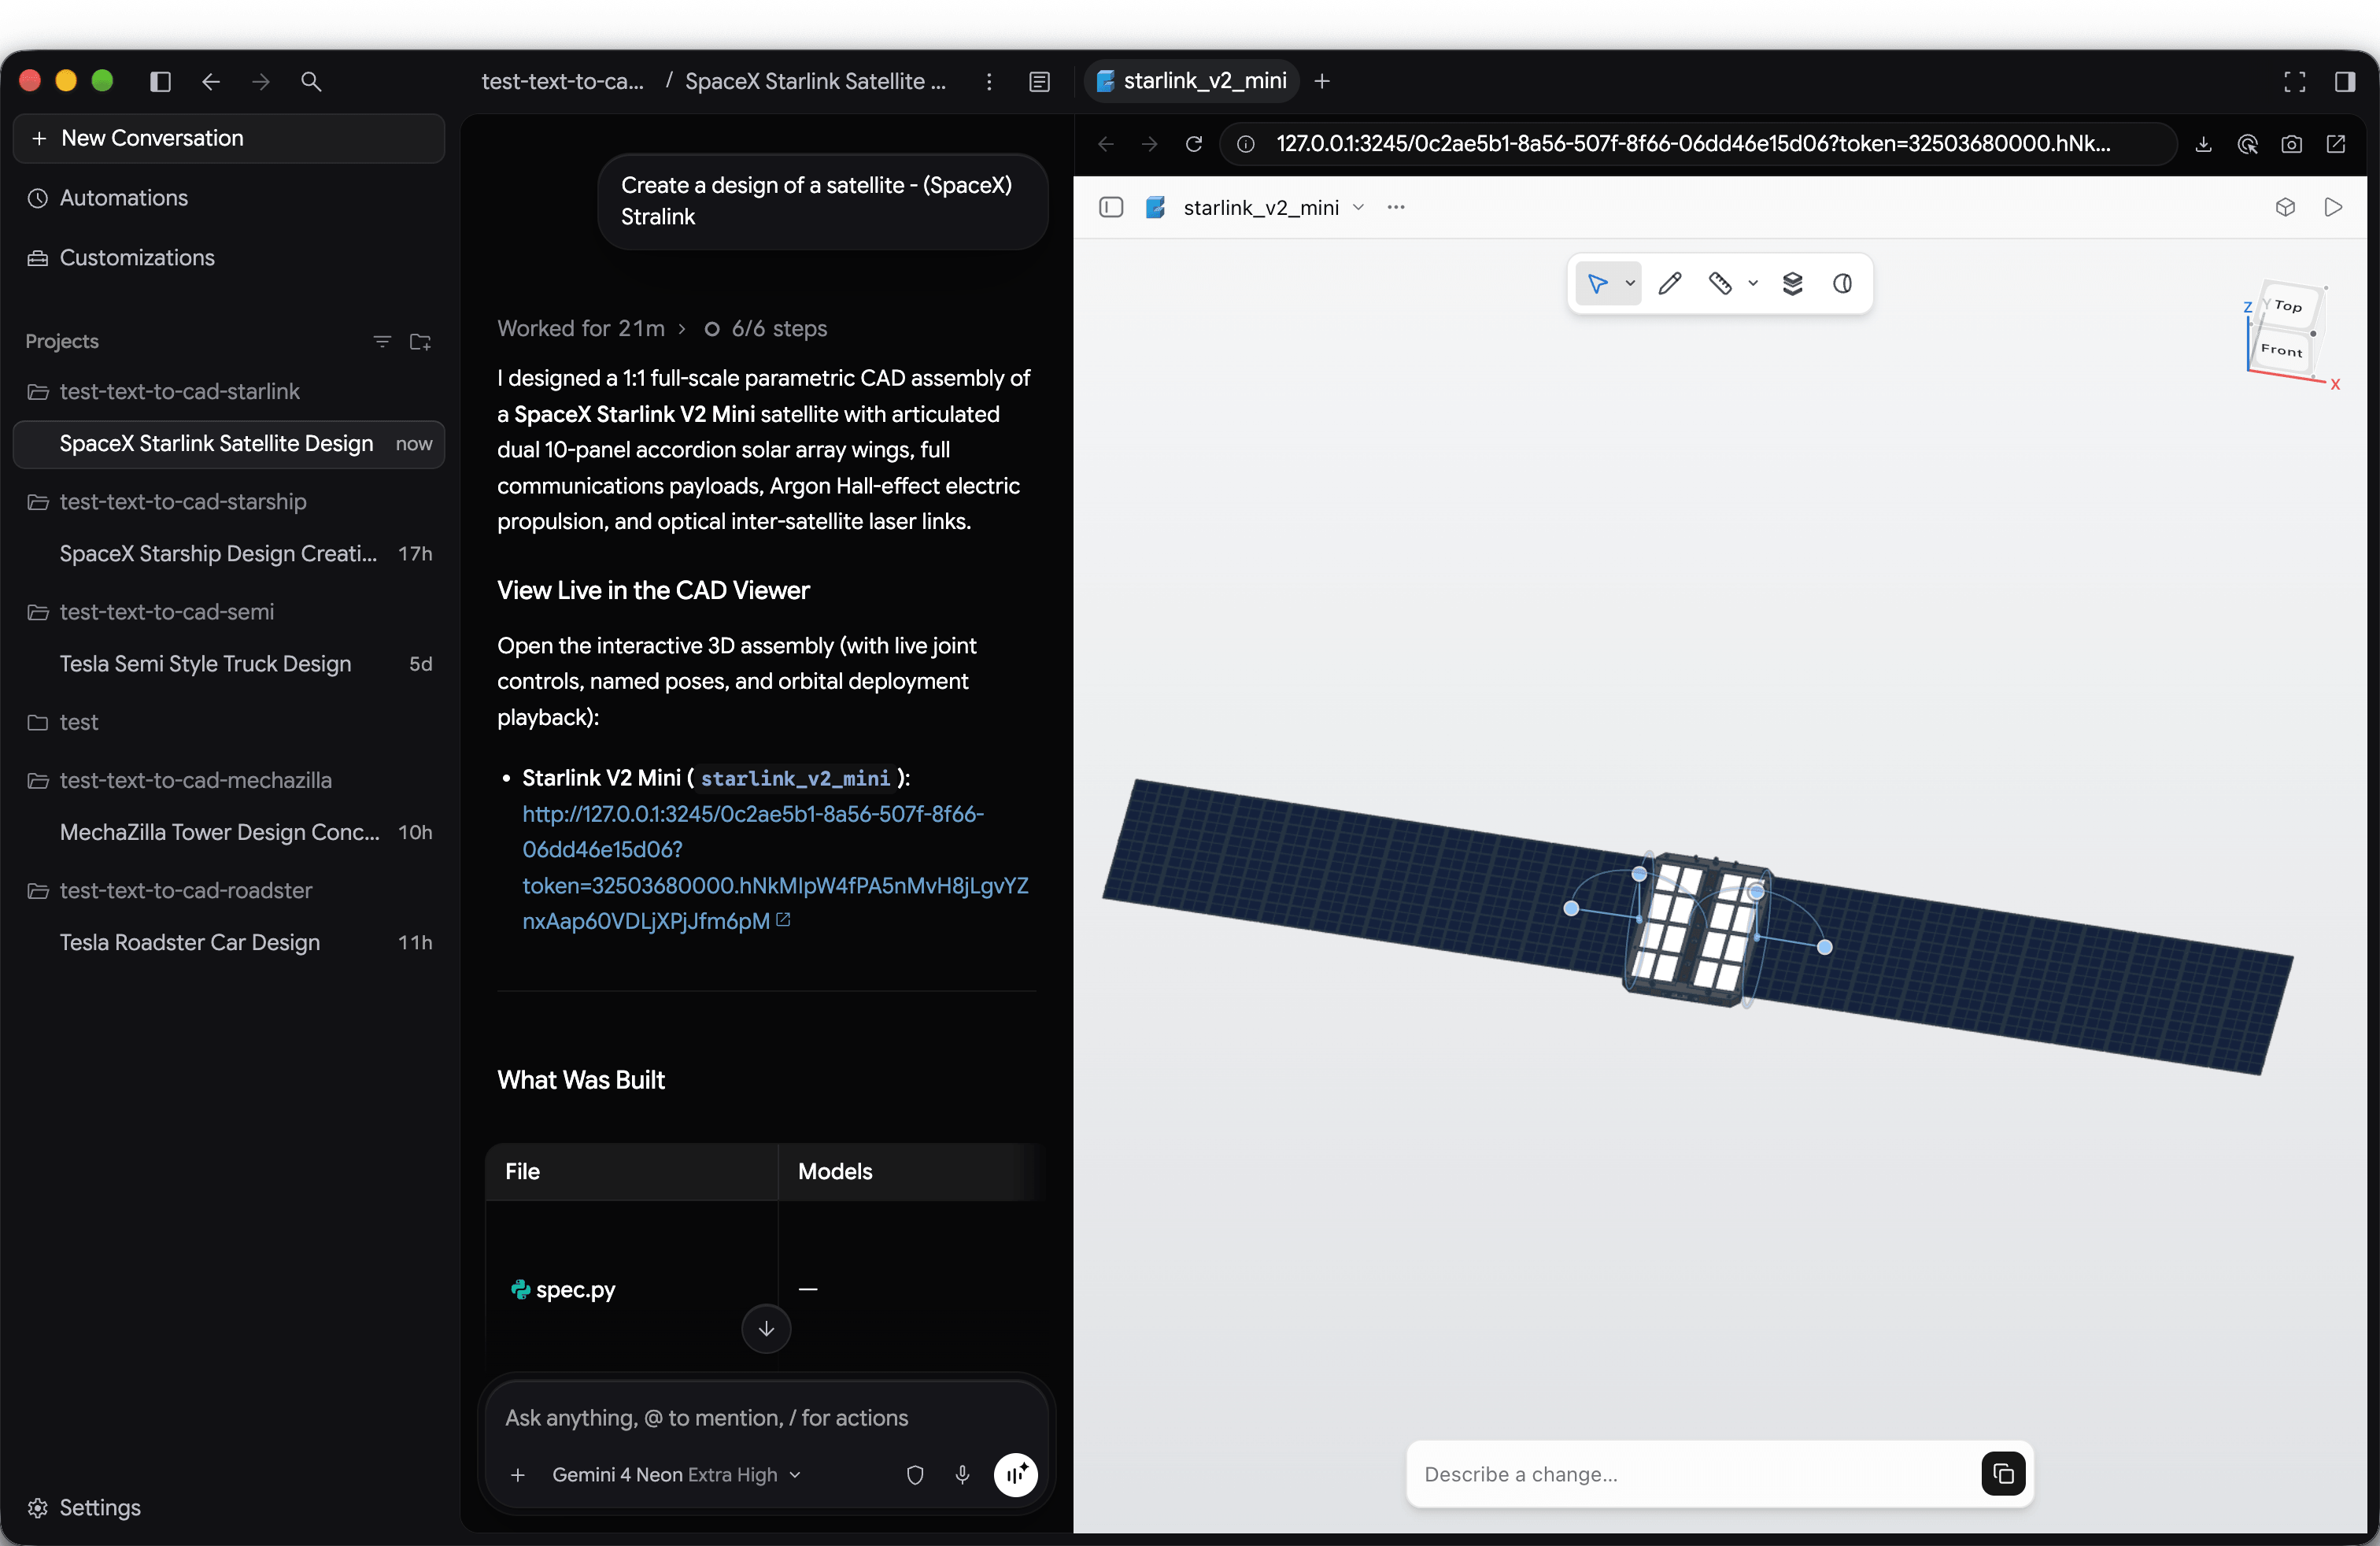 test-text-to-ca... / SpaceX Starlink Satellite ...
starlink_v2_mini
New Conversation
Automations
Customizations
Projects
test-text-to-cad-starlink
SpaceX Starlink Satellite Design now
test-text-to-cad-starship
SpaceX Starship Design Creati... 17h
test-text-to-cad-semi
Tesla Semi Style Truck Design 5d
test
test-text-to-cad-mechazilla
MechaZilla Tower Design Conc... 10h
test-text-to-cad-roadster
Tesla Roadster Car Design 11h
Settings
Create a design of a satellite - (SpaceX)
Stralink
Worked for 21m > 6/6 steps
I designed a 1:1 full-scale parametric CAD assembly of
a SpaceX Starlink V2 Mini satellite with articulated
dual 10-panel accordion solar array wings, full
communications payloads, Argon Hall-effect electric
propulsion, and optical inter-satellite laser links.
View Live in the CAD Viewer
Open the interactive 3D assembly (with live joint
controls, named poses, and orbital deployment
playback):
• Starlink V2 Mini ( starlink_v2_mini ):
http://127.0.0.1:3245/0c2ae5b1-8a56-507f-8f66-
06dd46e15d06?
token=32503680000.hNkMIpW4fPA5nMvH8jLgvYZ
nxAap60VDLjXPjJfm6pM
What Was Built
File Models
spec.py —
Ask anything, @ to mention, / for actions
Gemini 4 Neon Extra High
127.0.0.1:3245/0c2ae5b1-8a56-507f-8f66-06dd46e15d06?token=32503680000.hNk...
starlink_v2_mini
Z Y Top
Front
X
Describe a change...